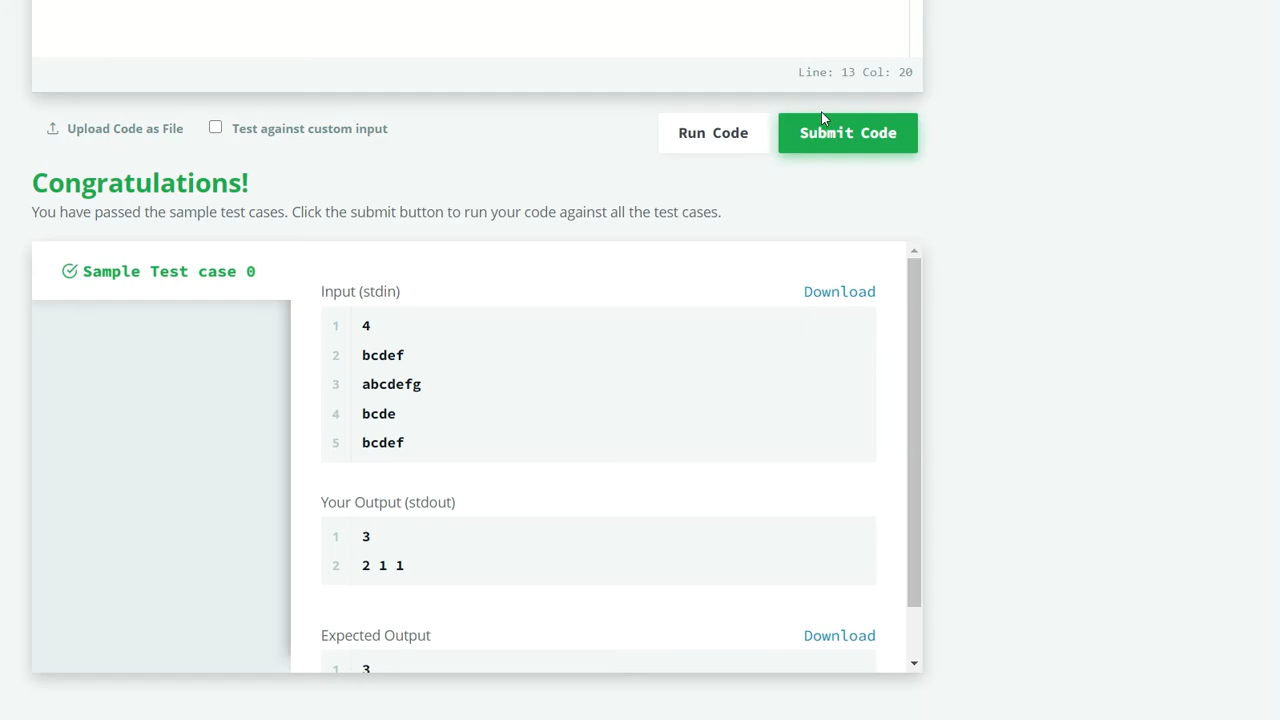 Line: 13 Col: 20
Upload Code as File
Test against custom input
Run Code
Submit Code
Congratulations!
You have passed the sample test cases. Click the submit button to run your code against all the test cases.
Sample Test case 0
Input (stdin)
Download
1 4
2 bcdef
3 abcdefg
4 bcde
5 bcdef
Your Output (stdout)
1 3
2 2 1 1
Expected Output
Download
1 3